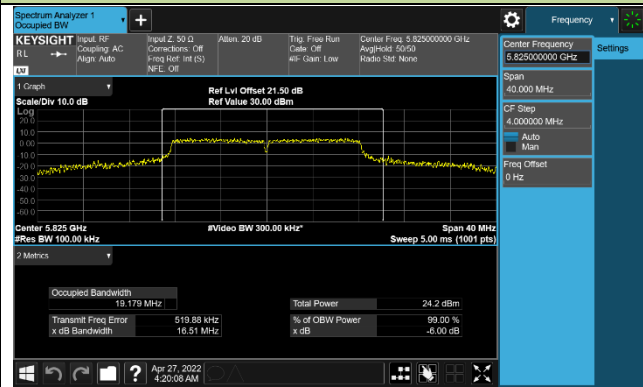 Spectrum Analyzer 1
Occupied BW
Frequency
KEYSIGHT
RL
LXI
Input: RF
Coupling: AC
Align: Auto
Input Z: 50 Ω
Corrections: Off
Freq Ref: Int (S)
NFE: Off
Atten: 20 dB
Trig: Free Run
Gate: Off
#IF Gain: Low
Center Freq: 5.825000000 GHz
Avg|Hold: 50/50
Radio Std: None
1 Graph
Scale/Div 10.0 dB
Ref Lvl Offset 21.50 dB
Ref Value 30.00 dBm
Log
20.0
10.0
0.00
-10.0
-20.0
-30.0
-40.0
-50.0
-60.0
Center 5.825 GHz
#Res BW 100.00 kHz
#Video BW 300.00 kHz*
Span 40 MHz
Sweep 5.00 ms (1001 pts)
2 Metrics
Occupied Bandwidth
19.179 MHz
Transmit Freq Error 519.88 kHz
x dB Bandwidth 16.51 MHz
Total Power 24.2 dBm
% of OBW Power 99.00 %
x dB -6.00 dB
Center Frequency
5.825000000 GHz
Settings
Span
40.000 MHz
CF Step
4.000000 MHz
Auto
Man
Freq Offset
0 Hz
Apr 27, 2022
4:20:08 AM